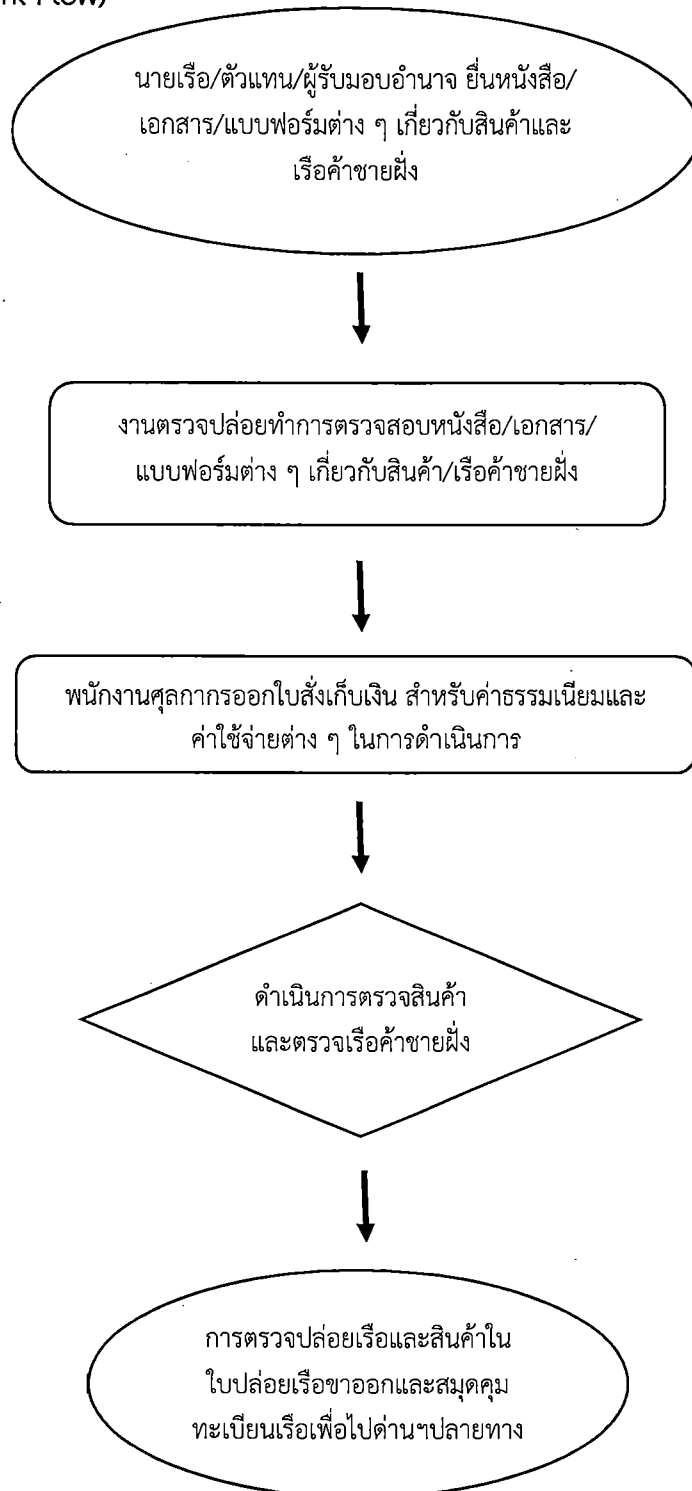 Flow)
นายเรือ/ตัวแทน/ผู้รับมอบอำนาจ ยื่นหนังสือ/
เอกสาร/แบบฟอร์มต่าง ๆ เกี่ยวกับสินค้าและ
เรือค้าชายฝั่ง
งานตรวจปล่อยทำการตรวจสอบหนังสือ/เอกสาร/
แบบฟอร์มต่าง ๆ เกี่ยวกับสินค้า/เรือค้าชายฝั่ง
พนักงานศุลกากรออกใบสั่งเก็บเงิน สำหรับค่าธรรมเนียมและ
ค่าใช้จ่ายต่าง ๆ ในการดำเนินการ
ดำเนินการตรวจสินค้า
และตรวจเรือค้าชายฝั่ง
การตรวจปล่อยเรือและสินค้าใน
ใบปล่อยเรือขาออกและสมุดคุม
ทะเบียนเรือเพื่อไปด่านฯปลายทาง